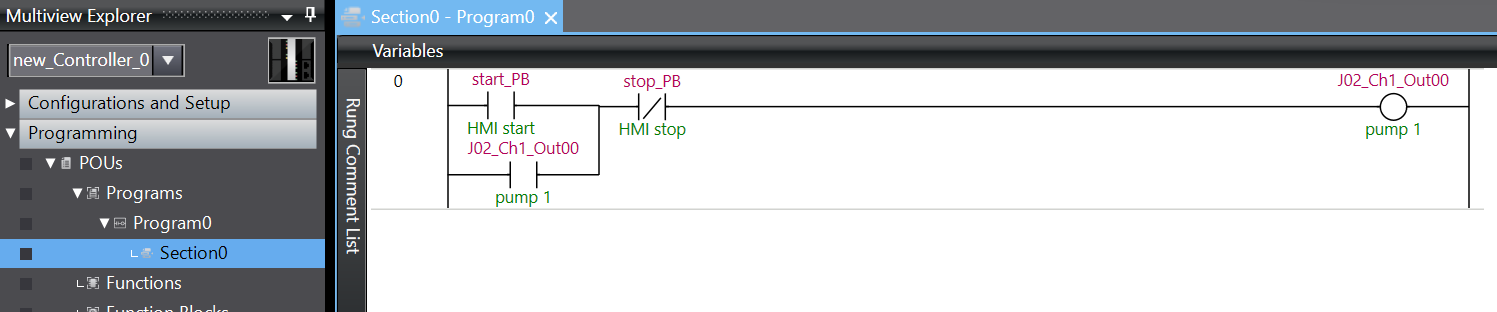 Multiview Explorer
new_Controller_0
Configurations and Setup
Programming
POUs
Programs
Program0
Section0
Functions
Function Blocks
Section0 - Program0
Variables
Rung Comment List
0
start_PB
stop_PB
J02_Ch1_Out00
HMI start
HMI stop
pump 1
J02_Ch1_Out00
pump 1